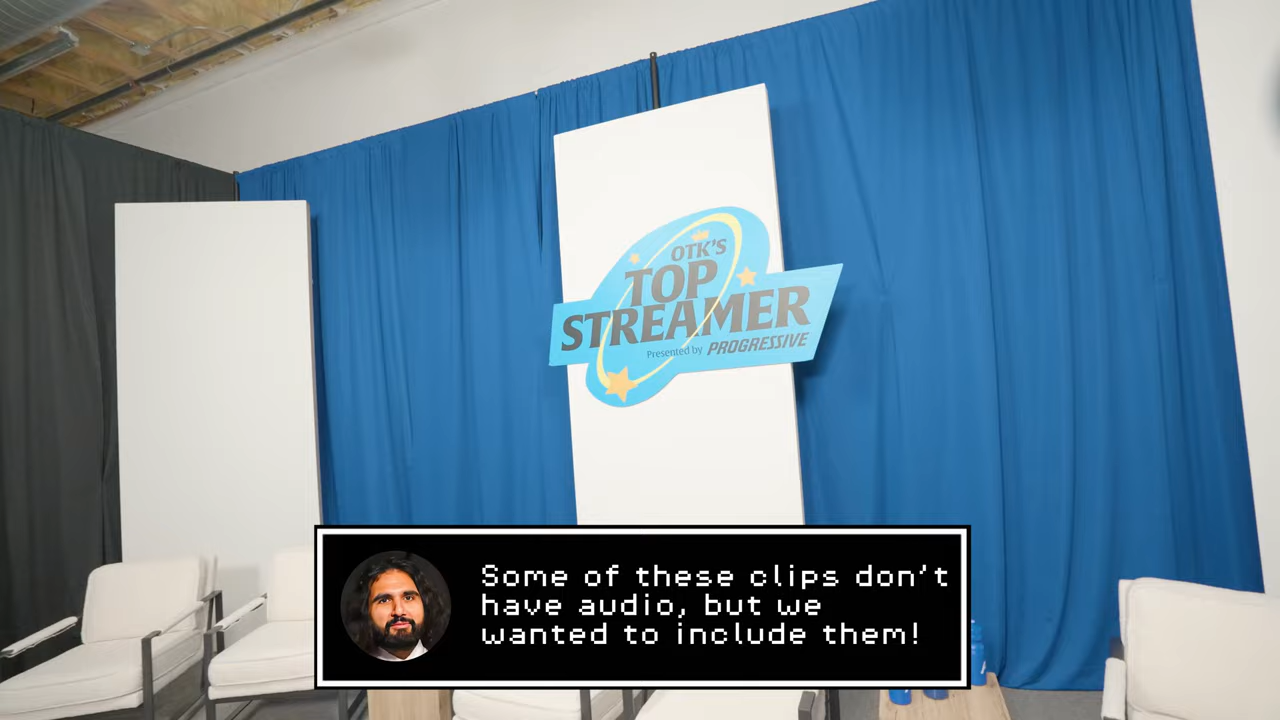 OTK'S
TOP
STREAMER
Presented by PROGRESSIVE
Some of these clips don't
have audio, but we
wanted to include them!